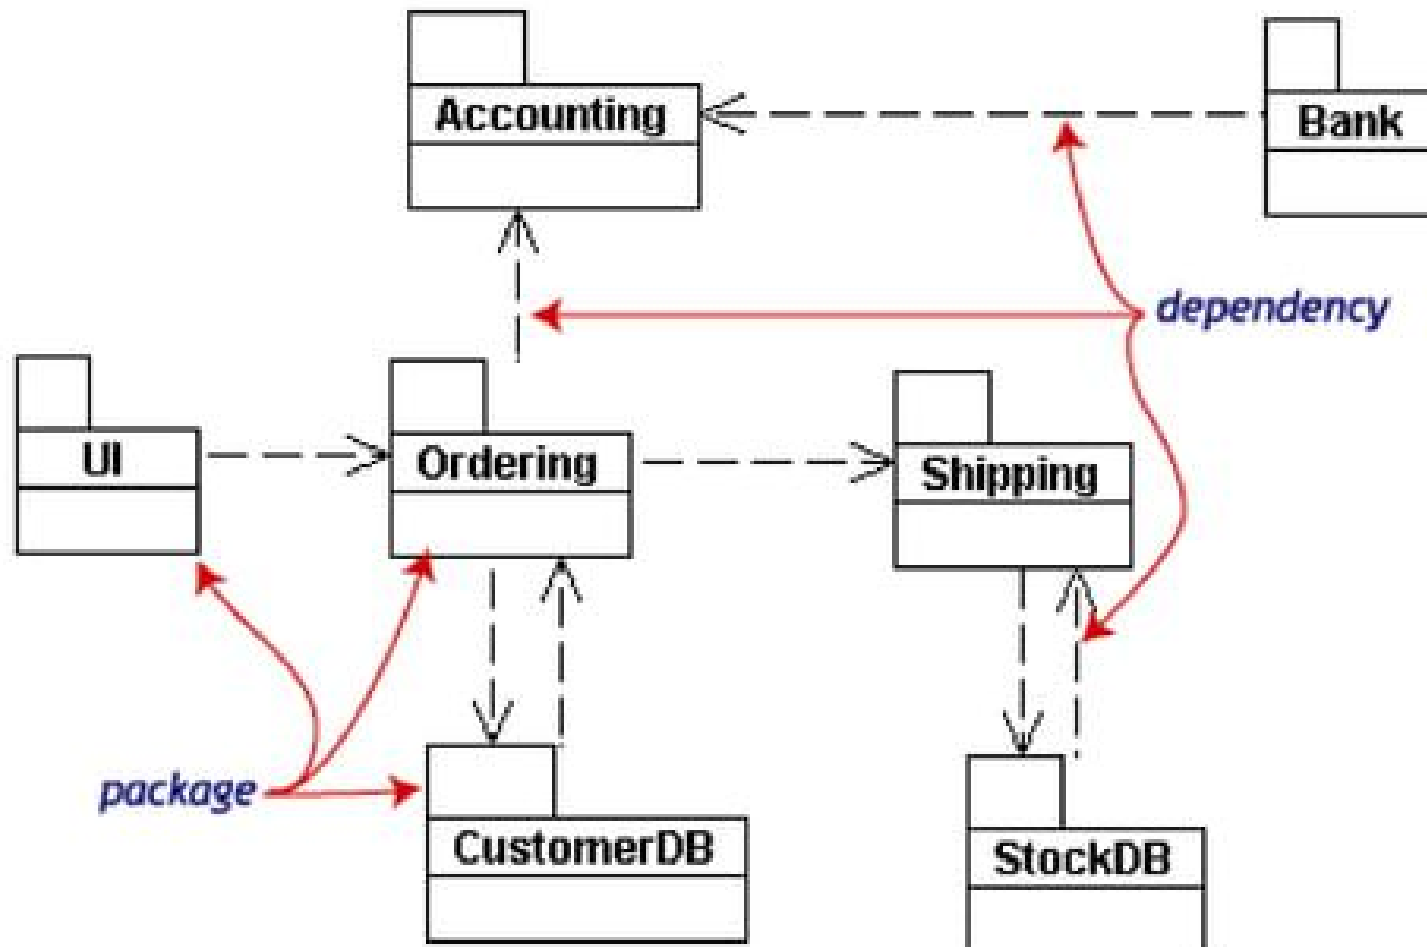 Accounting
Bank
dependency
UI
Ordering
Shipping
package
CustomerDB
StockDB